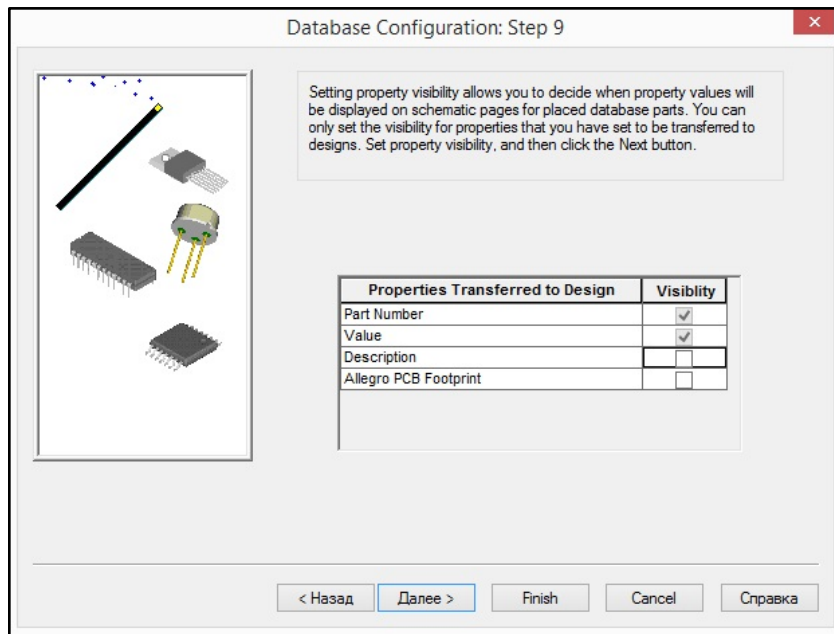 Database Configuration: Step 9
Setting property visibility allows you to decide when property values will
be displayed on schematic pages for placed database parts. You can
only set the visibility for properties that you have set to be transferred to
designs. Set property visibility, and then click the Next button.
Properties Transferred to Design Visiblity
Part Number
Value
Description
Allegro PCB Footprint
< Назад Далее > Finish Cancel Справка